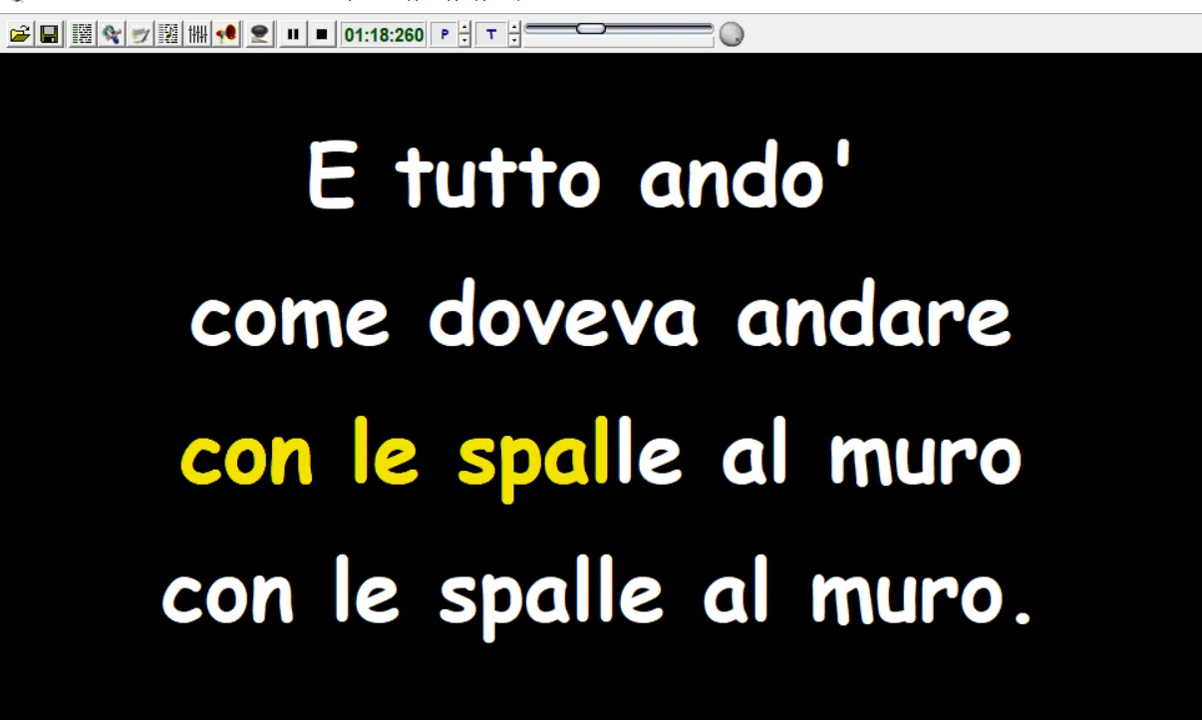 01:18:260 P T
E tutto ando'
come doveva andare
con le spalle al muro
con le spalle al muro.